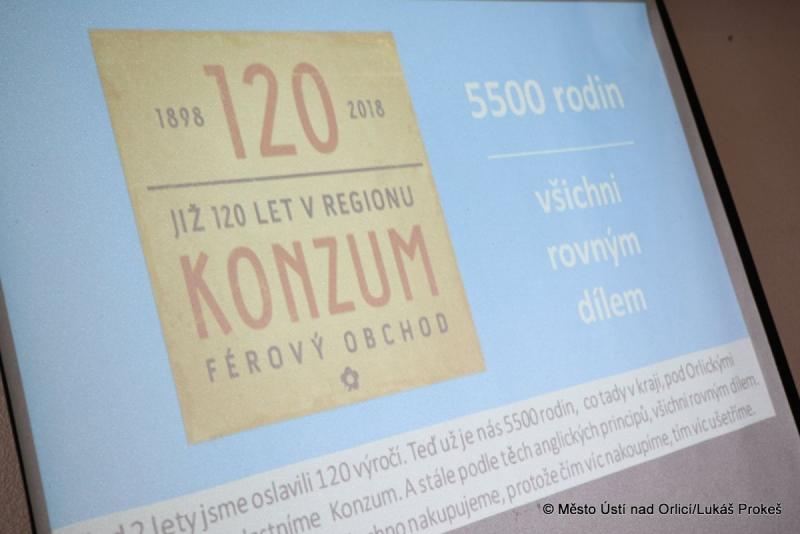 1898 120 2018
JIŽ 120 LET V REGIONU
KONZUM
FÉROVÝ OBCHOD
5500 rodin
všichni
rovným
dílem
2 lety jsme oslavili 120 výročí. Teď už je nás 5500 rodin, co tady v kraji, pod Orlickými
Konzum. A stále podle těch anglických principů, všichni rovným dílem.
nakupujeme, protože čím víc nakoupíme, tím víc ušetříme.
© Město Ústí nad Orlicí/Lukáš Prokeš